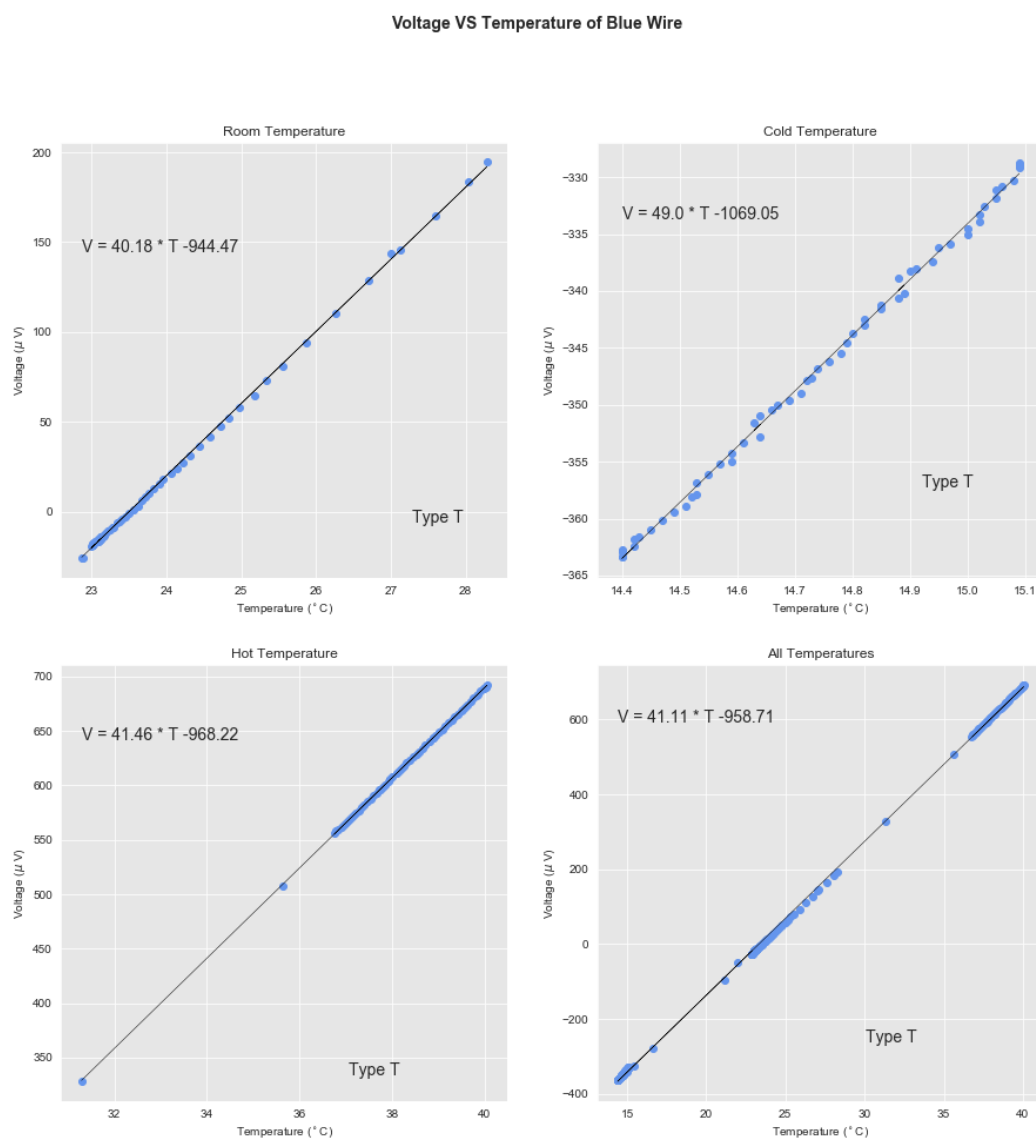 Voltage VS Temperature of Blue Wire
Room Temperature
200
150
100
50
0
V = 40.18 * T -944.47
Type T
Voltage (μ V)
23 24 25 26 27 28
Temperature (°C)
Cold Temperature
−330
−335
−340
−345
−350
−355
−360
−365
V = 49.0 * T -1069.05
Type T
Voltage (μ V)
14.4 14.5 14.6 14.7 14.8 14.9 15.0 15.1
Temperature (°C)
Hot Temperature
700
650
600
550
500
450
400
350
V = 41.46 * T -968.22
Type T
Voltage (μ V)
32 34 36 38 40
Temperature (°C)
All Temperatures
600
400
200
0
−200
−400
V = 41.11 * T -958.71
Type T
Voltage (μ V)
15 20 25 30 35 40
Temperature (°C)